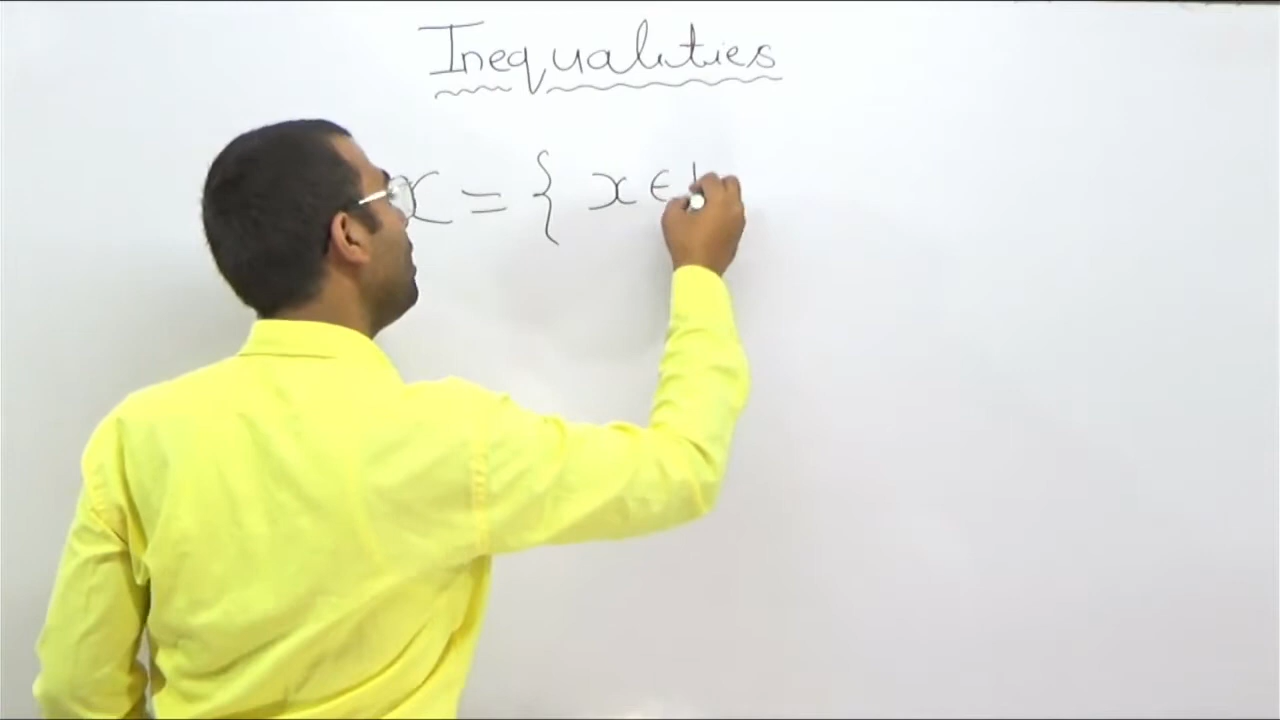 Inequalities
x = { x ∈